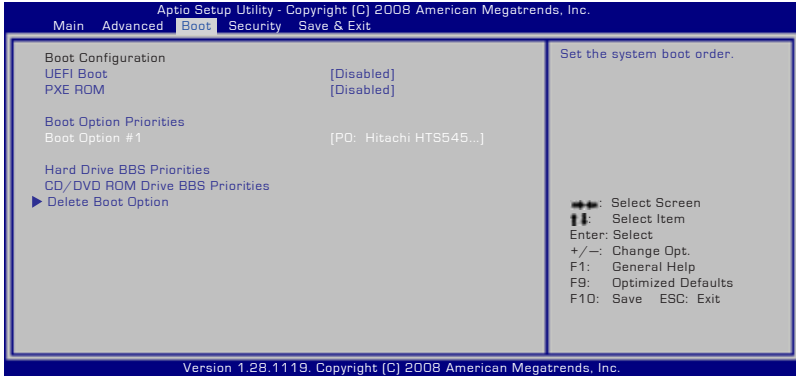 Aptio Setup Utility - Copyright (C) 2008 American Megatrends, Inc.
Main Advanced Boot Security Save & Exit
Boot Configuration
UEFI Boot [Disabled]
PXE ROM [Disabled]
Boot Option Priorities
Boot Option #1 [P0: Hitachi HTS545...]
Hard Drive BBS Priorities
CD/DVD ROM Drive BBS Priorities
Delete Boot Option
Set the system boot order.
→←: Select Screen
↑↓: Select Item
Enter: Select
+/—: Change Opt.
F1: General Help
F9: Optimized Defaults
F10: Save ESC: Exit
Version 1.28.1119. Copyright (C) 2008 American Megatrends, Inc.